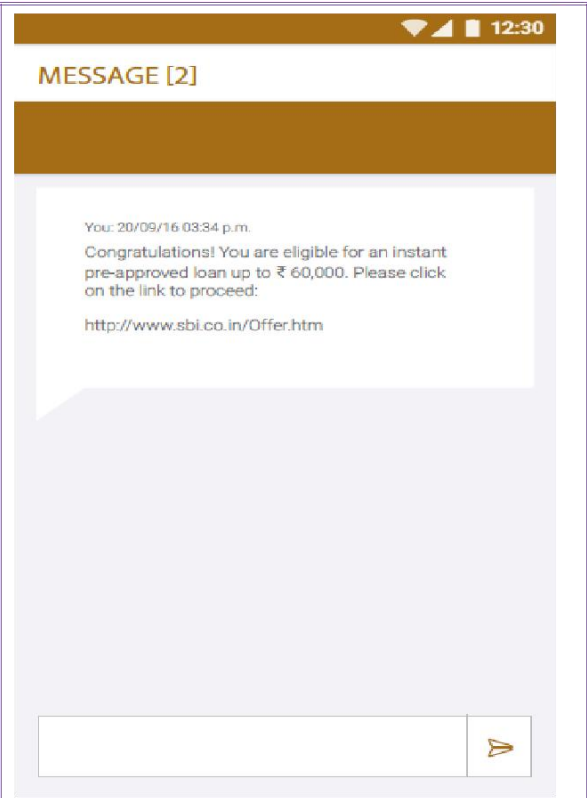 12:30
MESSAGE [2]
You: 20/09/16 03:34 p.m.
Congratulations! You are eligible for an instant
pre-approved loan up to ₹ 60,000. Please click
on the link to proceed:
http://www.sbi.co.in/Offer.htm